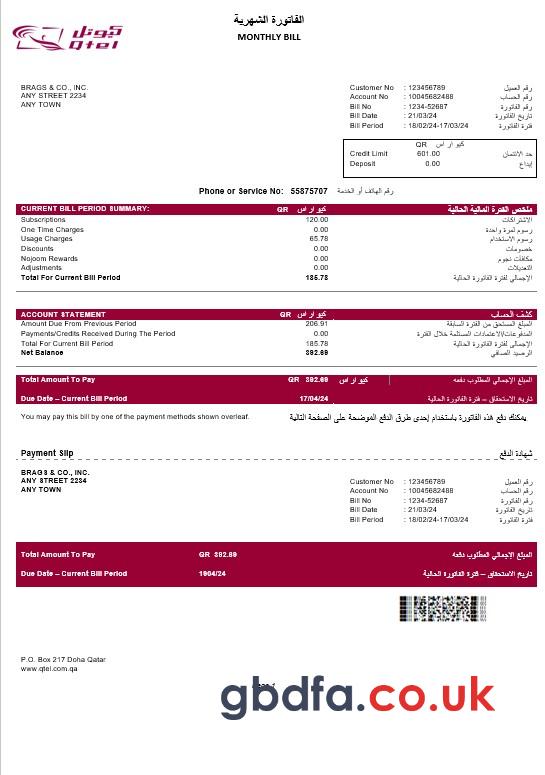 الفاتورة الشهرية
MONTHLY BILL
كيوتل
Qtel
BRAGS & CO., INC.
ANY STREET 2234
ANY TOWN
Customer No : 123456789 رقم العميل
Account No : 10045682488 رقم الحساب
Bill No : 1234-52687 رقم الفاتورة
Bill Date : 21/03/24 تاريخ الفاتورة
Bill Period : 18/02/24-17/03/24 فترة الفاتورة
QR كيو ار اس
Credit Limit 601.00 حد الائتمان
Deposit 0.00 إيداع
Phone or Service No: 55875707 رقم الهاتف أو الخدمة
CURRENT BILL PERIOD SUMMARY: QR كيو ار اس ملخص الفترة المالية الحالية
Subscriptions 120.00 الاشتراكات
One Time Charges 0.00 رسوم لمرة واحدة
Usage Charges 65.78 رسوم الاستخدام
Discounts 0.00 خصومات
Nojoom Rewards 0.00 مكافآت نجوم
Adjustments 0.00 التعديلات
Total For Current Bill Period 185.78 الإجمالي لفترة الفاتورة الحالية
ACCOUNT STATEMENT QR كيو ار اس كشف الحساب
Amount Due From Previous Period 206.91 المبلغ المستحق من الفترة السابقة
Payments/Credits Received During The Period 0.00 المدفوعات/الاعتمادات المستلمة خلال الفترة
Total For Current Bill Period 185.78 الإجمالي لفترة الفاتورة الحالية
Net Balance 392.69 الرصيد الصافي
Total Amount To Pay QR 392.69 كيو ار اس المبلغ الإجمالي المطلوب دفعه
Due Date – Current Bill Period 17/04/24 تاريخ الاستحقاق – فترة الفاتورة الحالية
You may pay this bill by one of the payment methods shown overleaf. يمكنك دفع هذه الفاتورة باستخدام إحدى طرق الدفع الموضحة على الصفحة التالية
Payment Slip شهادة الدفع
BRAGS & CO., INC.
ANY STREET 2234
ANY TOWN
Customer No : 123456789 رقم العميل
Account No : 10045682488 رقم الحساب
Bill No : 1234-52687 رقم الفاتورة
Bill Date : 21/03/24 تاريخ الفاتورة
Bill Period : 18/02/24-17/03/24 فترة الفاتورة
Total Amount To Pay QR 392.69 المبلغ الإجمالي المطلوب دفعه
Due Date – Current Bill Period 1904/24 تاريخ الاستحقاق – فترة الفاتورة الحالية
P.O. Box 217 Doha Qatar
www.qtel.com.qa
gbdfa.co.uk